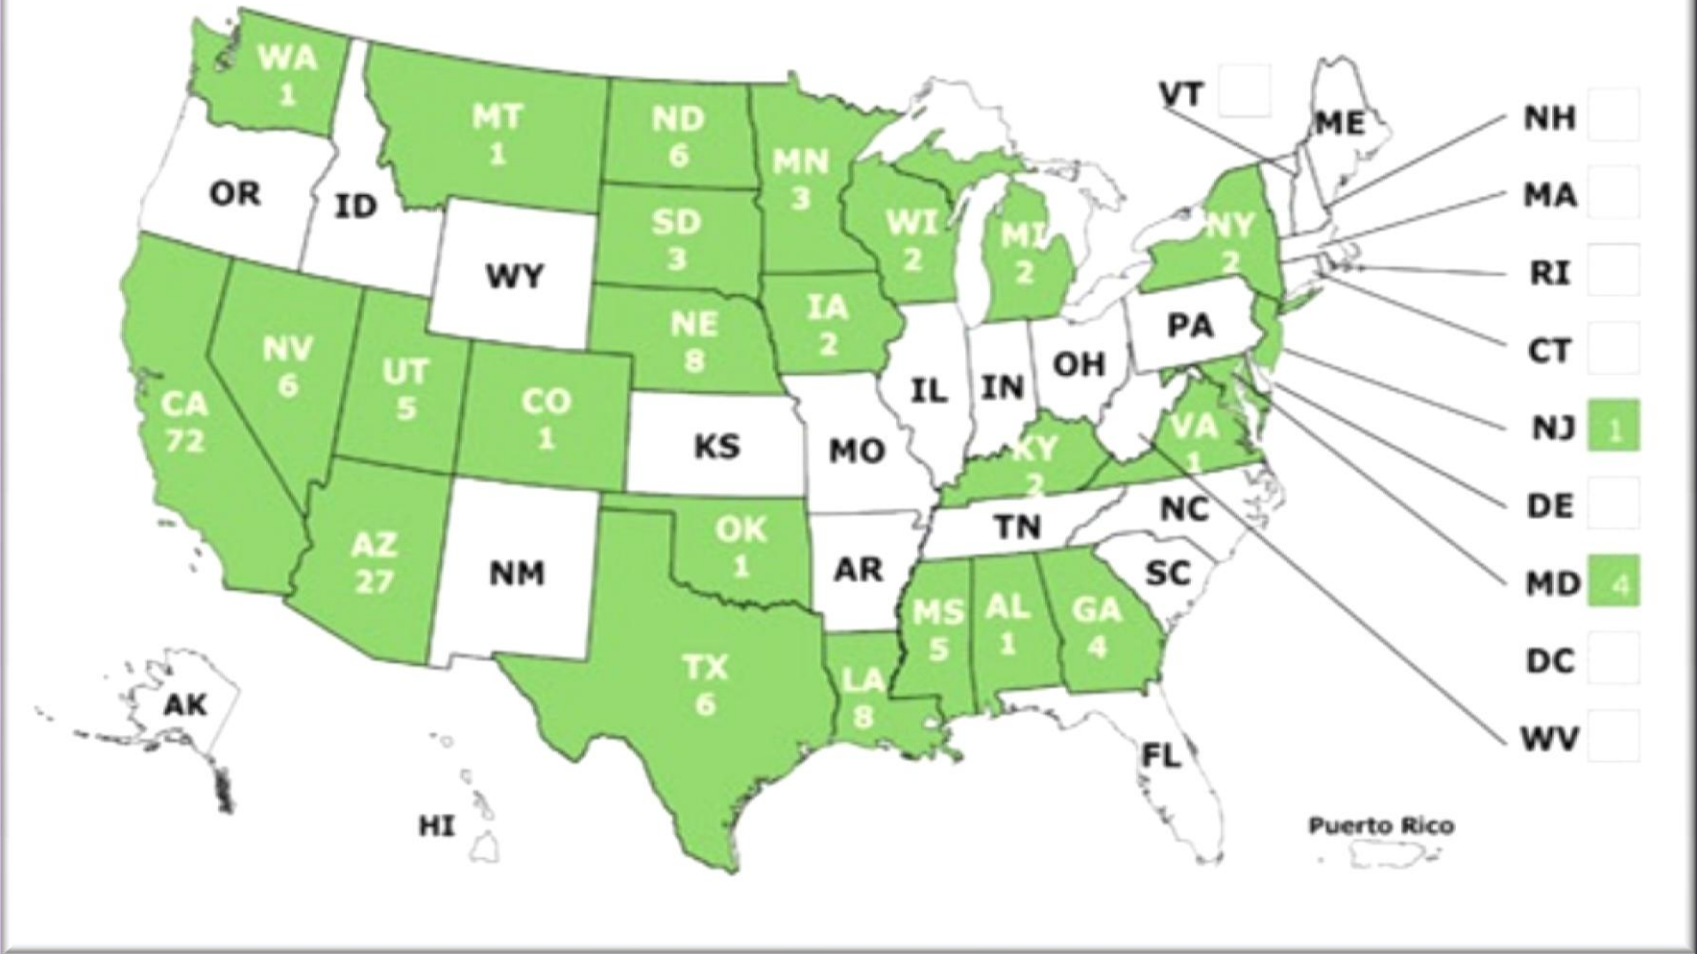 WA
1
MT
1
ND
6
MN
3
VT
ME
NH
OR
ID
SD
3
WI
2
MI
2
NY
2
MA
WY
RI
NE
8
IA
2
PA
CT
NV
6
UT
5
CO
1
IL
IN
OH
CA
72
KS
MO
KY
2
VA
1
NJ 1
DE
AZ
27
NM
OK
1
AR
TN
NC
SC
MD 4
MS
5
AL
1
GA
4
DC
TX
6
LA
8
WV
AK
FL
HI
Puerto Rico